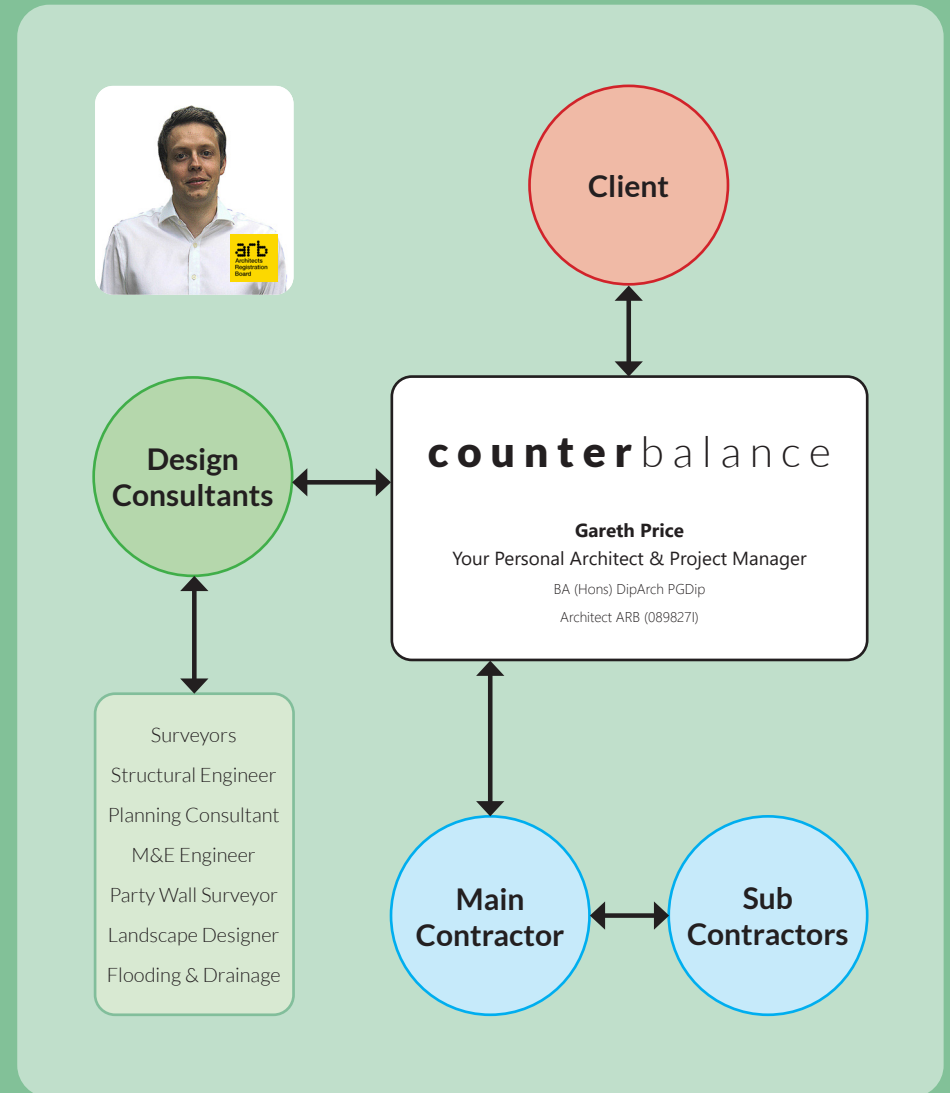 arb
Architects
Registration
Board
Client
Design
Consultants
counterbalance
Gareth Price
Your Personal Architect & Project Manager
BA (Hons) DipArch PGDip
Architect ARB (089827I)
Surveyors
Structural Engineer
Planning Consultant
M&E Engineer
Party Wall Surveyor
Landscape Designer
Flooding & Drainage
Main
Contractor
Sub
Contractors